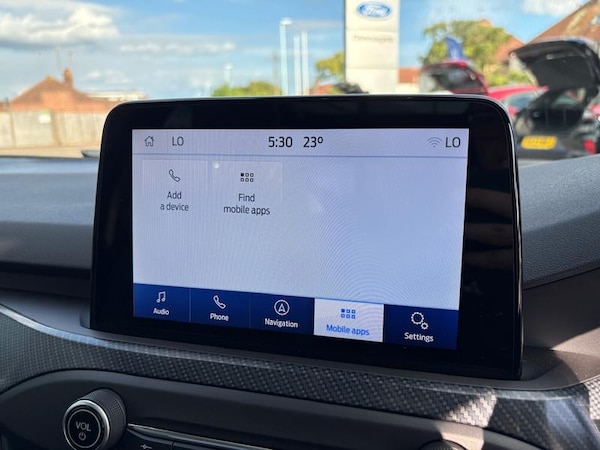 Ford
LO 5:30 23° LO
Add
a device
Find
mobile apps
Audio
Phone
Navigation
Mobile apps
Settings
VOL